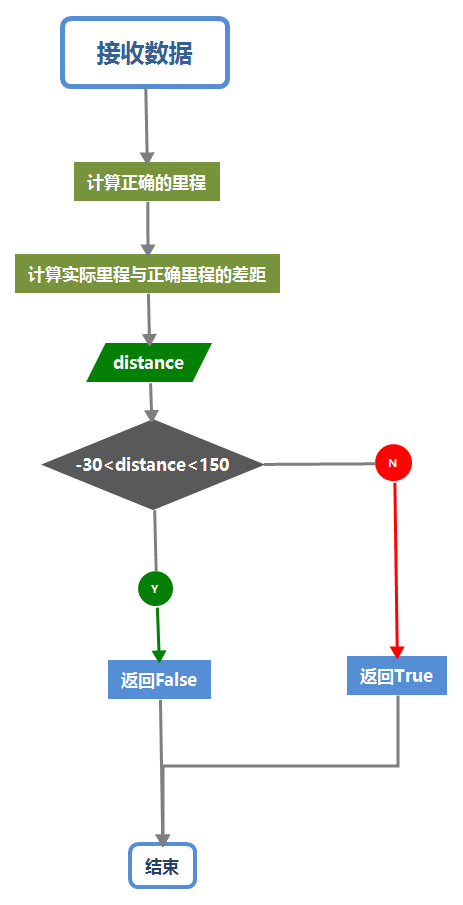 接收数据
计算正确的里程
计算实际里程与正确里程的差距
distance
-30<distance<150
N
Y
返回False
返回True
结束